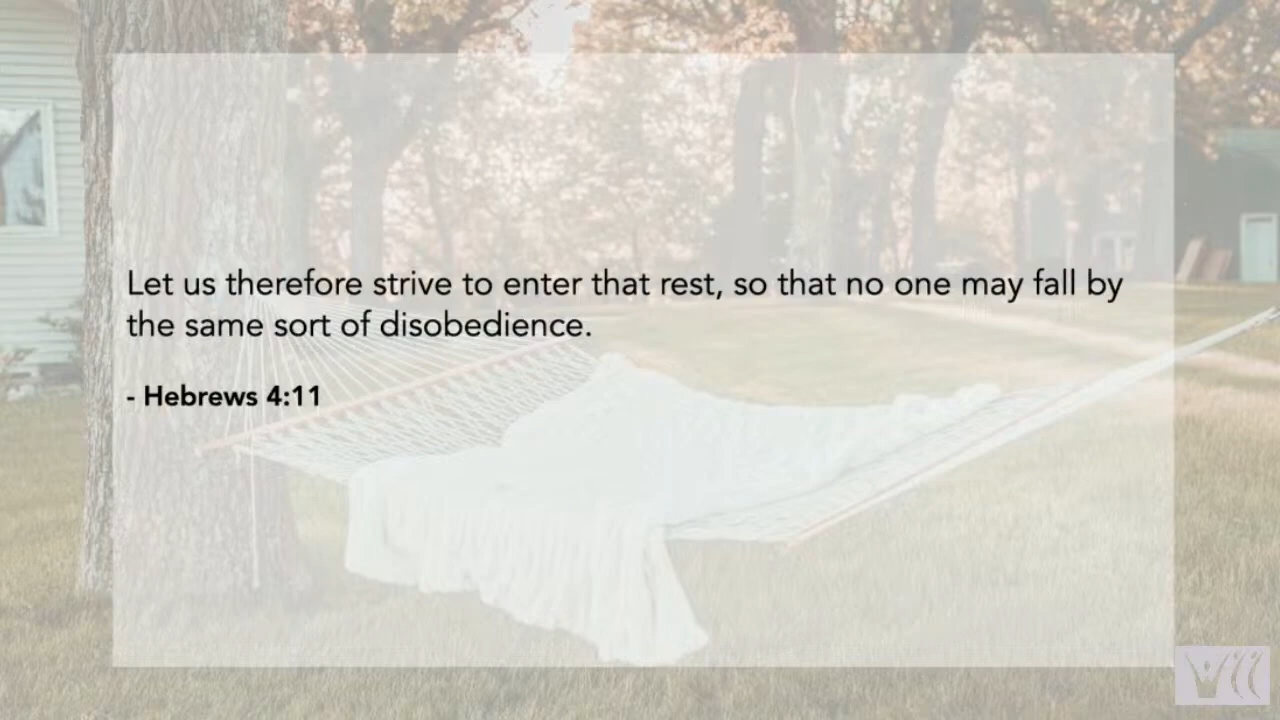 Let us therefore strive to enter that rest, so that no one may fall by
the same sort of disobedience.
- Hebrews 4:11